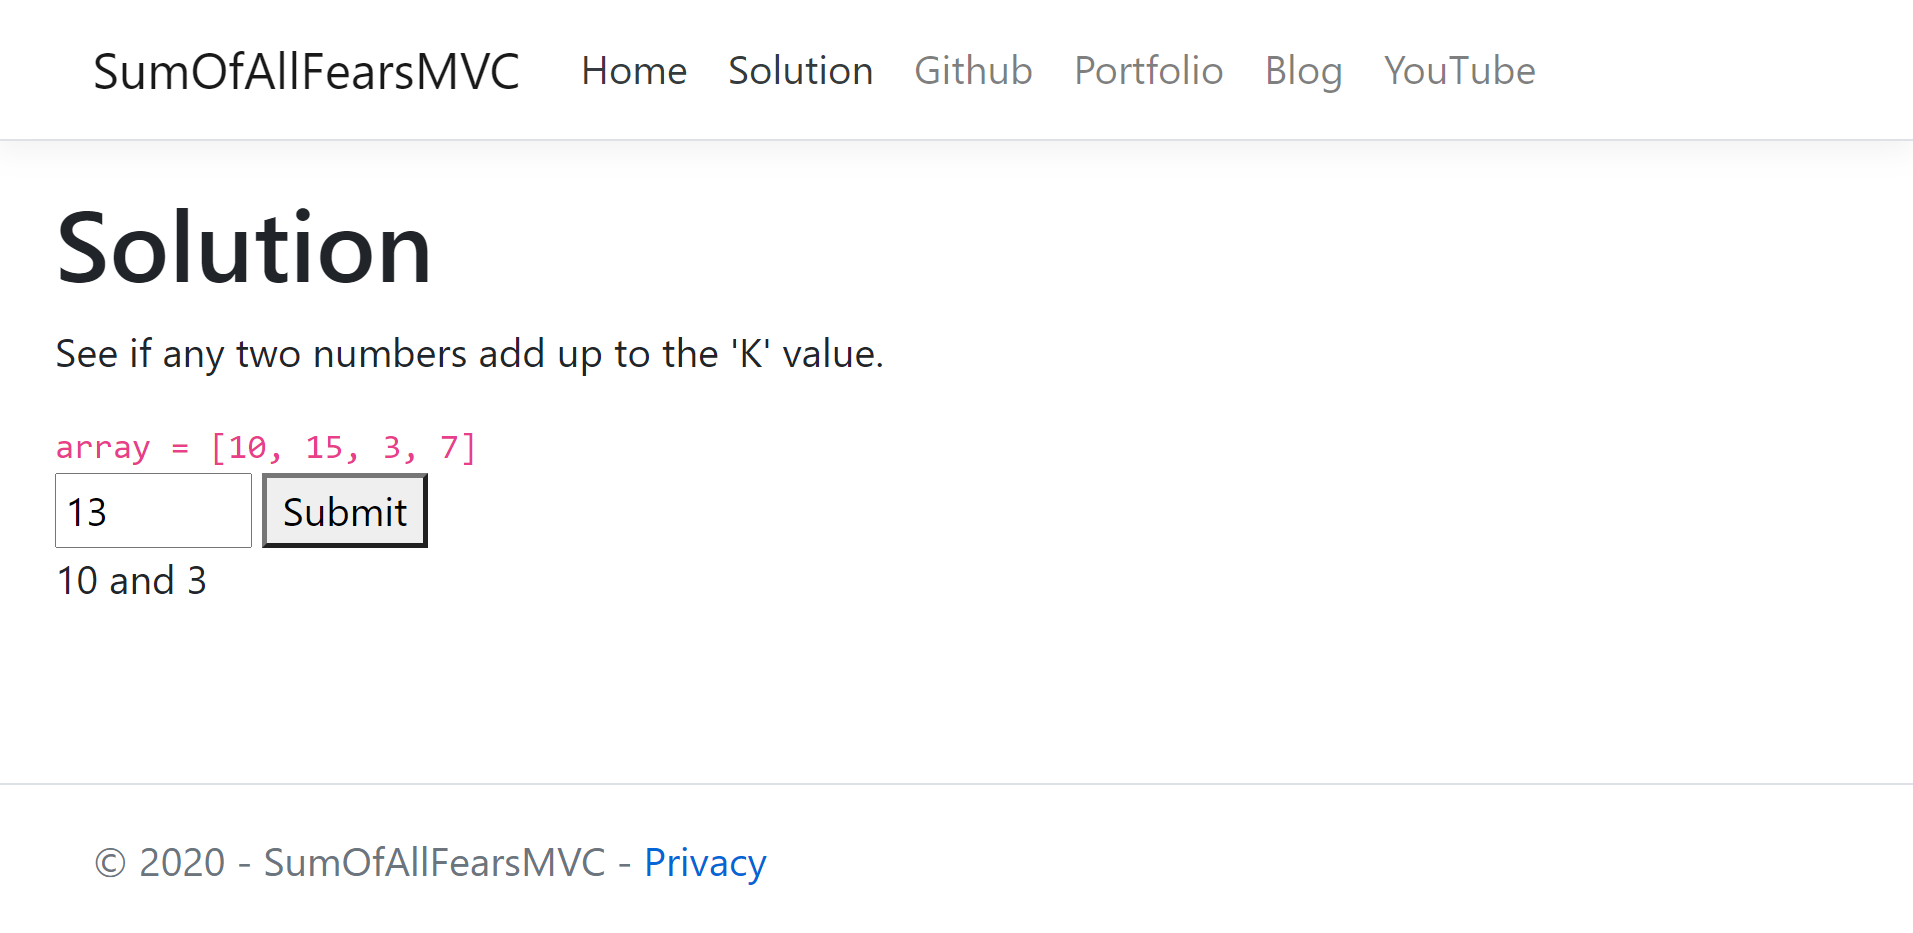 SumOfAllFearsMVC Home Solution Github Portfolio Blog YouTube
Solution
See if any two numbers add up to the 'K' value.
array = [10, 15, 3, 7]
13 Submit
10 and 3
© 2020 - SumOfAllFearsMVC - Privacy